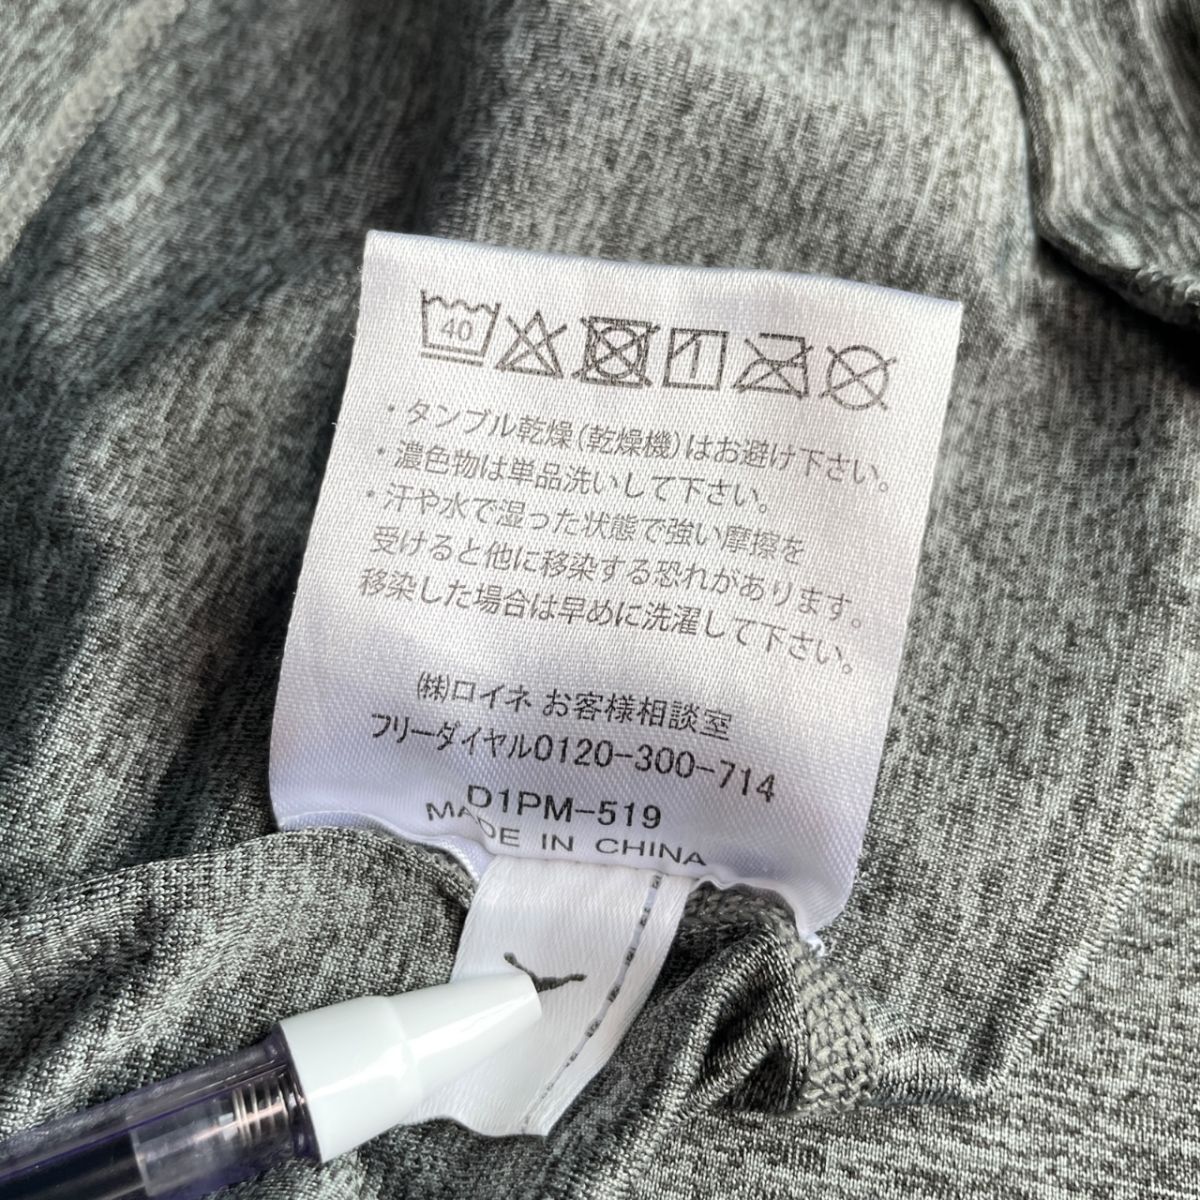 40
・タンブル乾燥(乾燥機)はお避け下さい。
・濃色物は単品洗いして下さい。
・汗や水で湿った状態で強い摩擦を
受けると他に移染する恐れがあります。
移染した場合は早めに洗濯して下さい。
㈱ロイネ お客様相談室
フリーダイヤル0120-300-714
D1PM-519
MADE IN CHINA